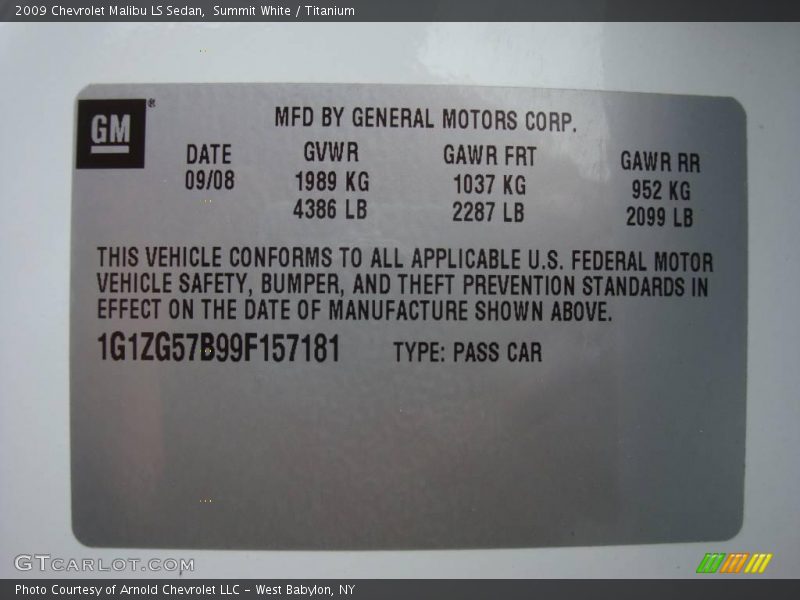 2009 Chevrolet Malibu LS Sedan,  Summit White / Titanium
GM ®
MFD BY GENERAL MOTORS CORP.
DATE GVWR GAWR FRT GAWR RR
09/08 1989 KG 1037 KG 952 KG
4386 LB 2287 LB 2099 LB
THIS VEHICLE CONFORMS TO ALL APPLICABLE U.S. FEDERAL MOTOR
VEHICLE SAFETY, BUMPER, AND THEFT PREVENTION STANDARDS IN
EFFECT ON THE DATE OF MANUFACTURE SHOWN ABOVE.
1G1ZG57B99F157181 TYPE: PASS CAR
GTCARLOT.COM
Photo Courtesy of Arnold Chevrolet LLC - West Babylon, NY